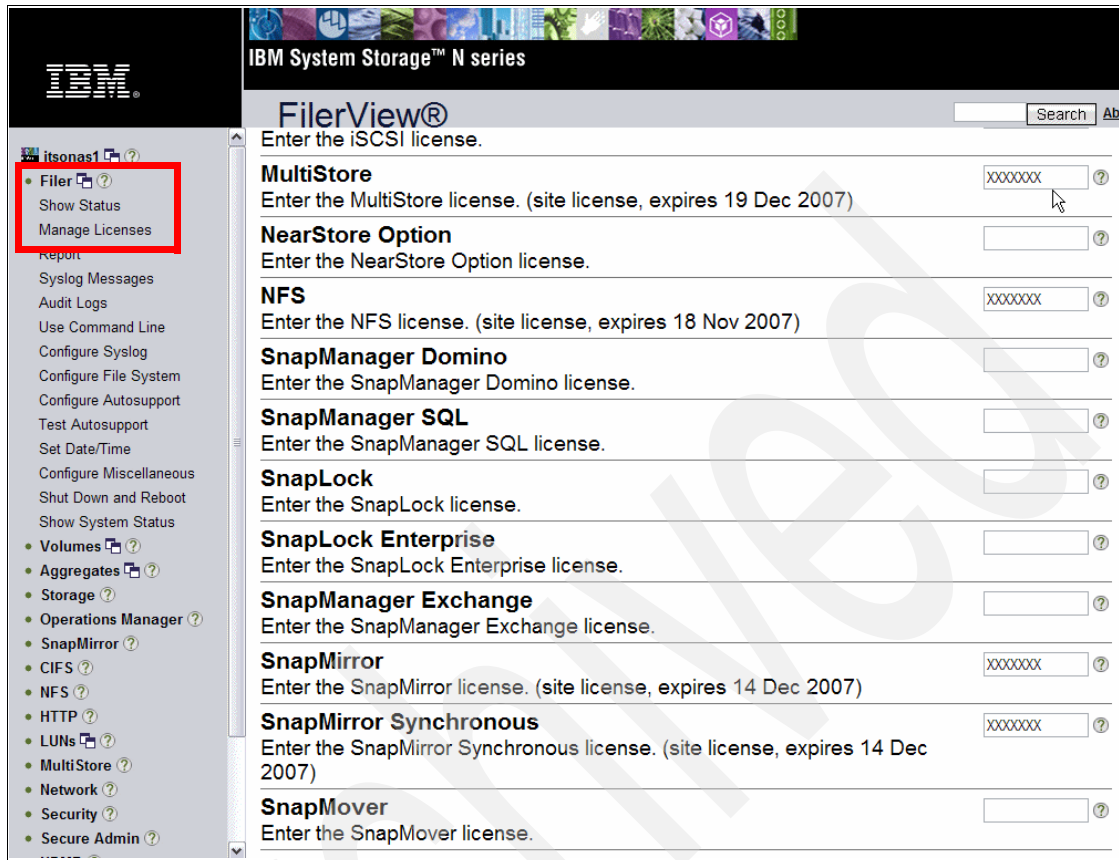 IBM
IBM System Storage™ N series
FilerView®
Search
Ab
itsonas1
Filer
Show Status
Manage Licenses
Report
Syslog Messages
Audit Logs
Use Command Line
Configure Syslog
Configure File System
Configure Autosupport
Test Autosupport
Set Date/Time
Configure Miscellaneous
Shut Down and Reboot
Show System Status
Volumes
Aggregates
Storage
Operations Manager
SnapMirror
CIFS
NFS
HTTP
LUNs
MultiStore
Network
Security
Secure Admin
Enter the iSCSI license.
MultiStore
XXXXXXX
Enter the MultiStore license. (site license, expires 19 Dec 2007)
NearStore Option
Enter the NearStore Option license.
NFS
XXXXXXX
Enter the NFS license. (site license, expires 18 Nov 2007)
SnapManager Domino
Enter the SnapManager Domino license.
SnapManager SQL
Enter the SnapManager SQL license.
SnapLock
Enter the SnapLock license.
SnapLock Enterprise
Enter the SnapLock Enterprise license.
SnapManager Exchange
Enter the SnapManager Exchange license.
SnapMirror
XXXXXXX
Enter the SnapMirror license. (site license, expires 14 Dec 2007)
SnapMirror Synchronous
XXXXXXX
Enter the SnapMirror Synchronous license. (site license, expires 14 Dec
2007)
SnapMover
Enter the SnapMover license.